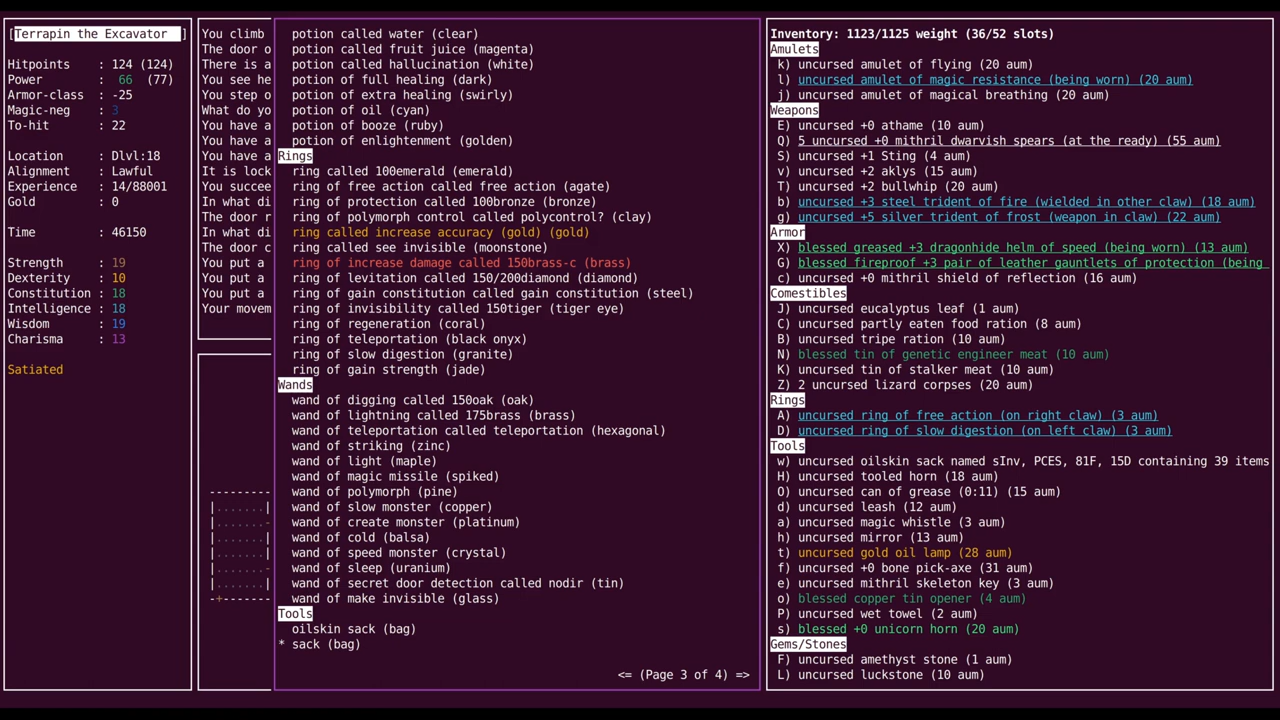 [Terrapin the Excavator ]
Hitpoints : 124 (124)
Power : 66 (77)
Armor-class : -25
Magic-neg : 3
To-hit : 22
Location : Dlvl:18
Alignment : Lawful
Experience : 14/88001
Gold : 0
Time : 46150
Strength : 19
Dexterity : 10
Constitution : 18
Intelligence : 18
Wisdom : 19
Charisma : 13
Satiated
You climb
The door o
There is a
You see he
You step o
What do yo
You have a
You have a
You have a
It is lock
You succee
In what di
The door r
In what di
The door c
You put a
You put a
You put a
Your movem
---------
|.......|
|.......-
|.......|
|.......|
|.......-
|.......|
-+-------
potion called water (clear)
potion called fruit juice (magenta)
potion called hallucination (white)
potion of full healing (dark)
potion of extra healing (swirly)
potion of oil (cyan)
potion of booze (ruby)
potion of enlightenment (golden)
Rings
ring called 100emerald (emerald)
ring of free action called free action (agate)
ring of protection called 100bronze (bronze)
ring of polymorph control called polycontrol? (clay)
ring called increase accuracy (gold) (gold)
ring called see invisible (moonstone)
ring of increase damage called 150brass-c (brass)
ring of levitation called 150/200diamond (diamond)
ring of gain constitution called gain constitution (steel)
ring of invisibility called 150tiger (tiger eye)
ring of regeneration (coral)
ring of teleportation (black onyx)
ring of slow digestion (granite)
ring of gain strength (jade)
Wands
wand of digging called 150oak (oak)
wand of lightning called 175brass (brass)
wand of teleportation called teleportation (hexagonal)
wand of striking (zinc)
wand of light (maple)
wand of magic missile (spiked)
wand of polymorph (pine)
wand of slow monster (copper)
wand of create monster (platinum)
wand of cold (balsa)
wand of speed monster (crystal)
wand of sleep (uranium)
wand of secret door detection called nodir (tin)
wand of make invisible (glass)
Tools
oilskin sack (bag)
* sack (bag)
<= (Page 3 of 4) =>
Inventory: 1123/1125 weight (36/52 slots)
Amulets
k) uncursed amulet of flying (20 aum)
l) uncursed amulet of magic resistance (being worn) (20 aum)
j) uncursed amulet of magical breathing (20 aum)
Weapons
E) uncursed +0 athame (10 aum)
Q) 5 uncursed +0 mithril dwarvish spears (at the ready) (55 aum)
S) uncursed +1 Sting (4 aum)
v) uncursed +2 aklys (15 aum)
T) uncursed +2 bullwhip (20 aum)
b) uncursed +3 steel trident of fire (wielded in other claw) (18 aum)
g) uncursed +5 silver trident of frost (weapon in claw) (22 aum)
Armor
X) blessed greased +3 dragonhide helm of speed (being worn) (13 aum)
G) blessed fireproof +3 pair of leather gauntlets of protection (being
c) uncursed +0 mithril shield of reflection (16 aum)
Comestibles
J) uncursed eucalyptus leaf (1 aum)
C) uncursed partly eaten food ration (8 aum)
B) uncursed tripe ration (10 aum)
N) blessed tin of genetic engineer meat (10 aum)
K) uncursed tin of stalker meat (10 aum)
Z) 2 uncursed lizard corpses (20 aum)
Rings
A) uncursed ring of free action (on right claw) (3 aum)
D) uncursed ring of slow digestion (on left claw) (3 aum)
Tools
w) uncursed oilskin sack named sInv, PCES, 81F, 15D containing 39 items
H) uncursed tooled horn (18 aum)
O) uncursed can of grease (0:11) (15 aum)
d) uncursed leash (12 aum)
a) uncursed magic whistle (3 aum)
h) uncursed mirror (13 aum)
t) uncursed gold oil lamp (28 aum)
f) uncursed +0 bone pick-axe (31 aum)
e) uncursed mithril skeleton key (3 aum)
o) blessed copper tin opener (4 aum)
P) uncursed wet towel (2 aum)
s) blessed +0 unicorn horn (20 aum)
Gems/Stones
F) uncursed amethyst stone (1 aum)
L) uncursed luckstone (10 aum)